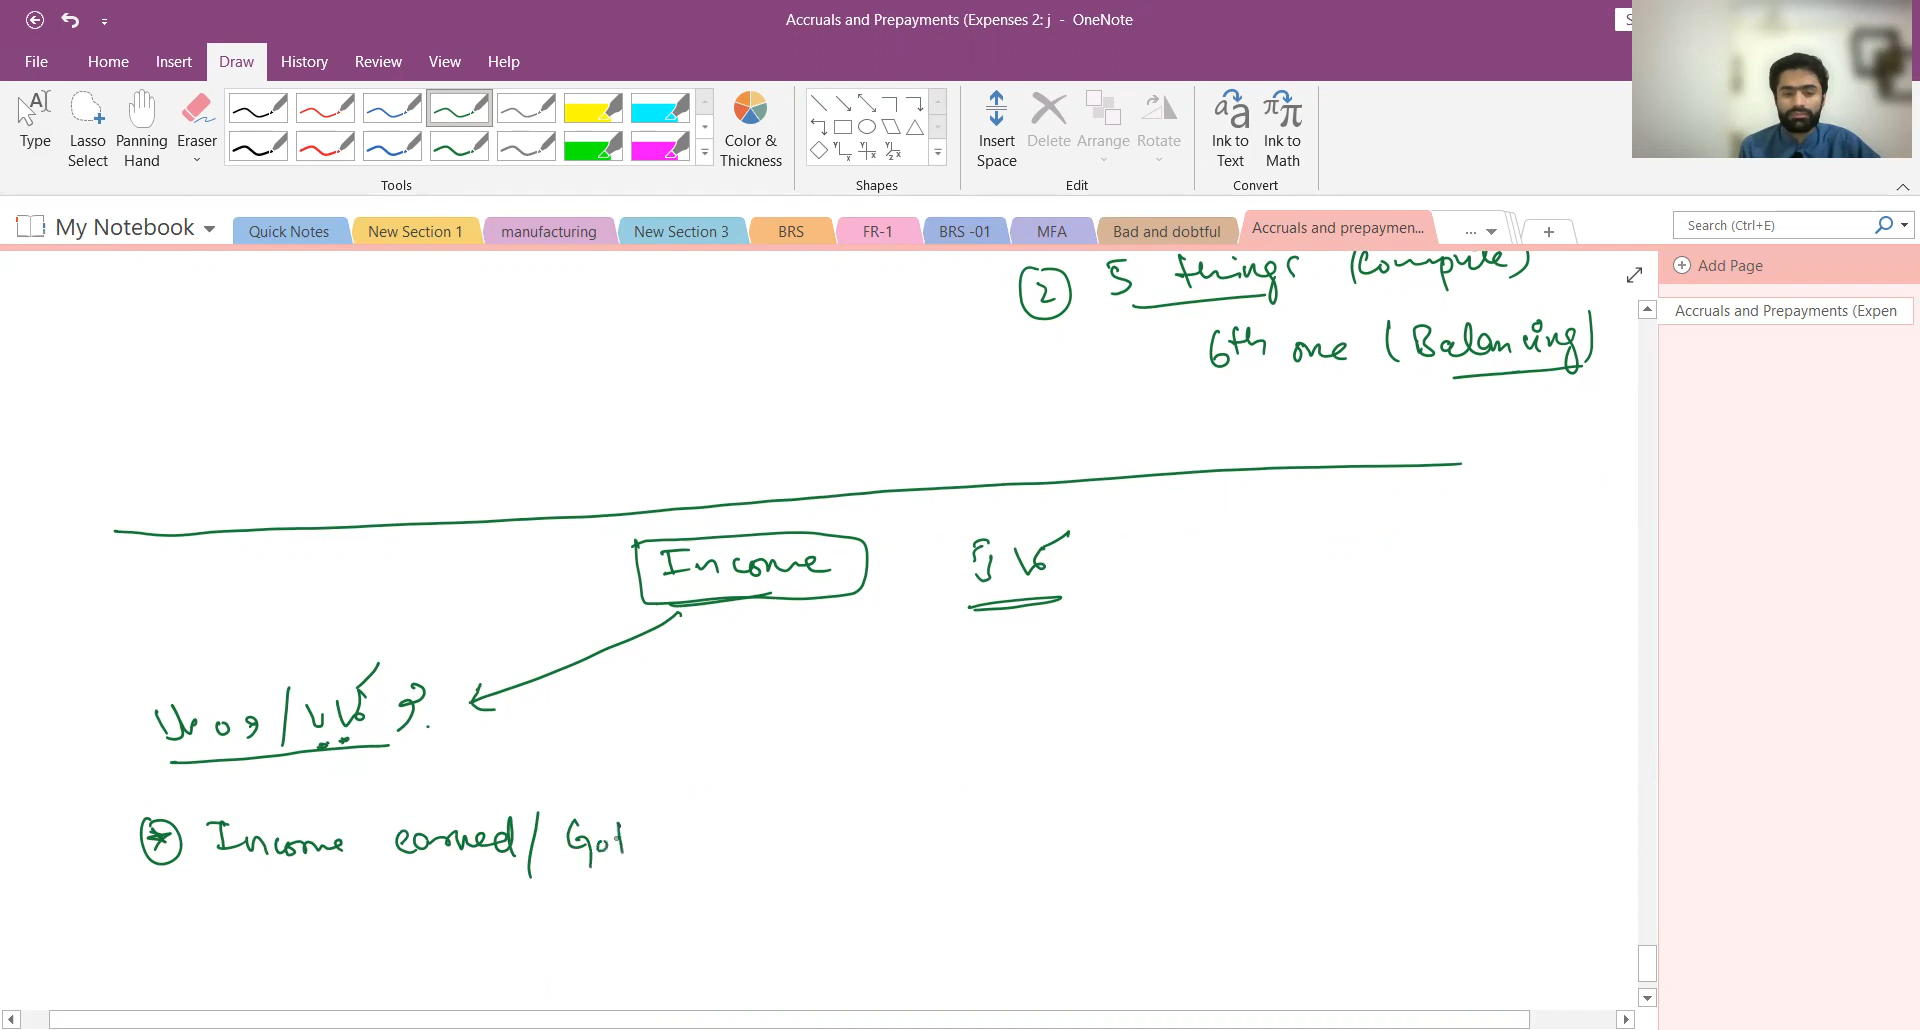 Accruals and Prepayments (Expenses 2: j - OneNote
File Home Insert Draw History Review View Help
Type Lasso Select Panning Hand Eraser Color & Thickness Insert Space Delete Arrange Rotate Ink to Text Ink to Math
Tools Shapes Edit Convert
My Notebook Quick Notes New Section 1 manufacturing New Section 3 BRS FR-1 BRS -01 MFA Bad and dobtful Accruals and prepaymen... ... Search (Ctrl+E)
Add Page
Accruals and Prepayments (Expen
2 5 things (Compute)
6th one (Balancing)
Income
* Income earned/ Got